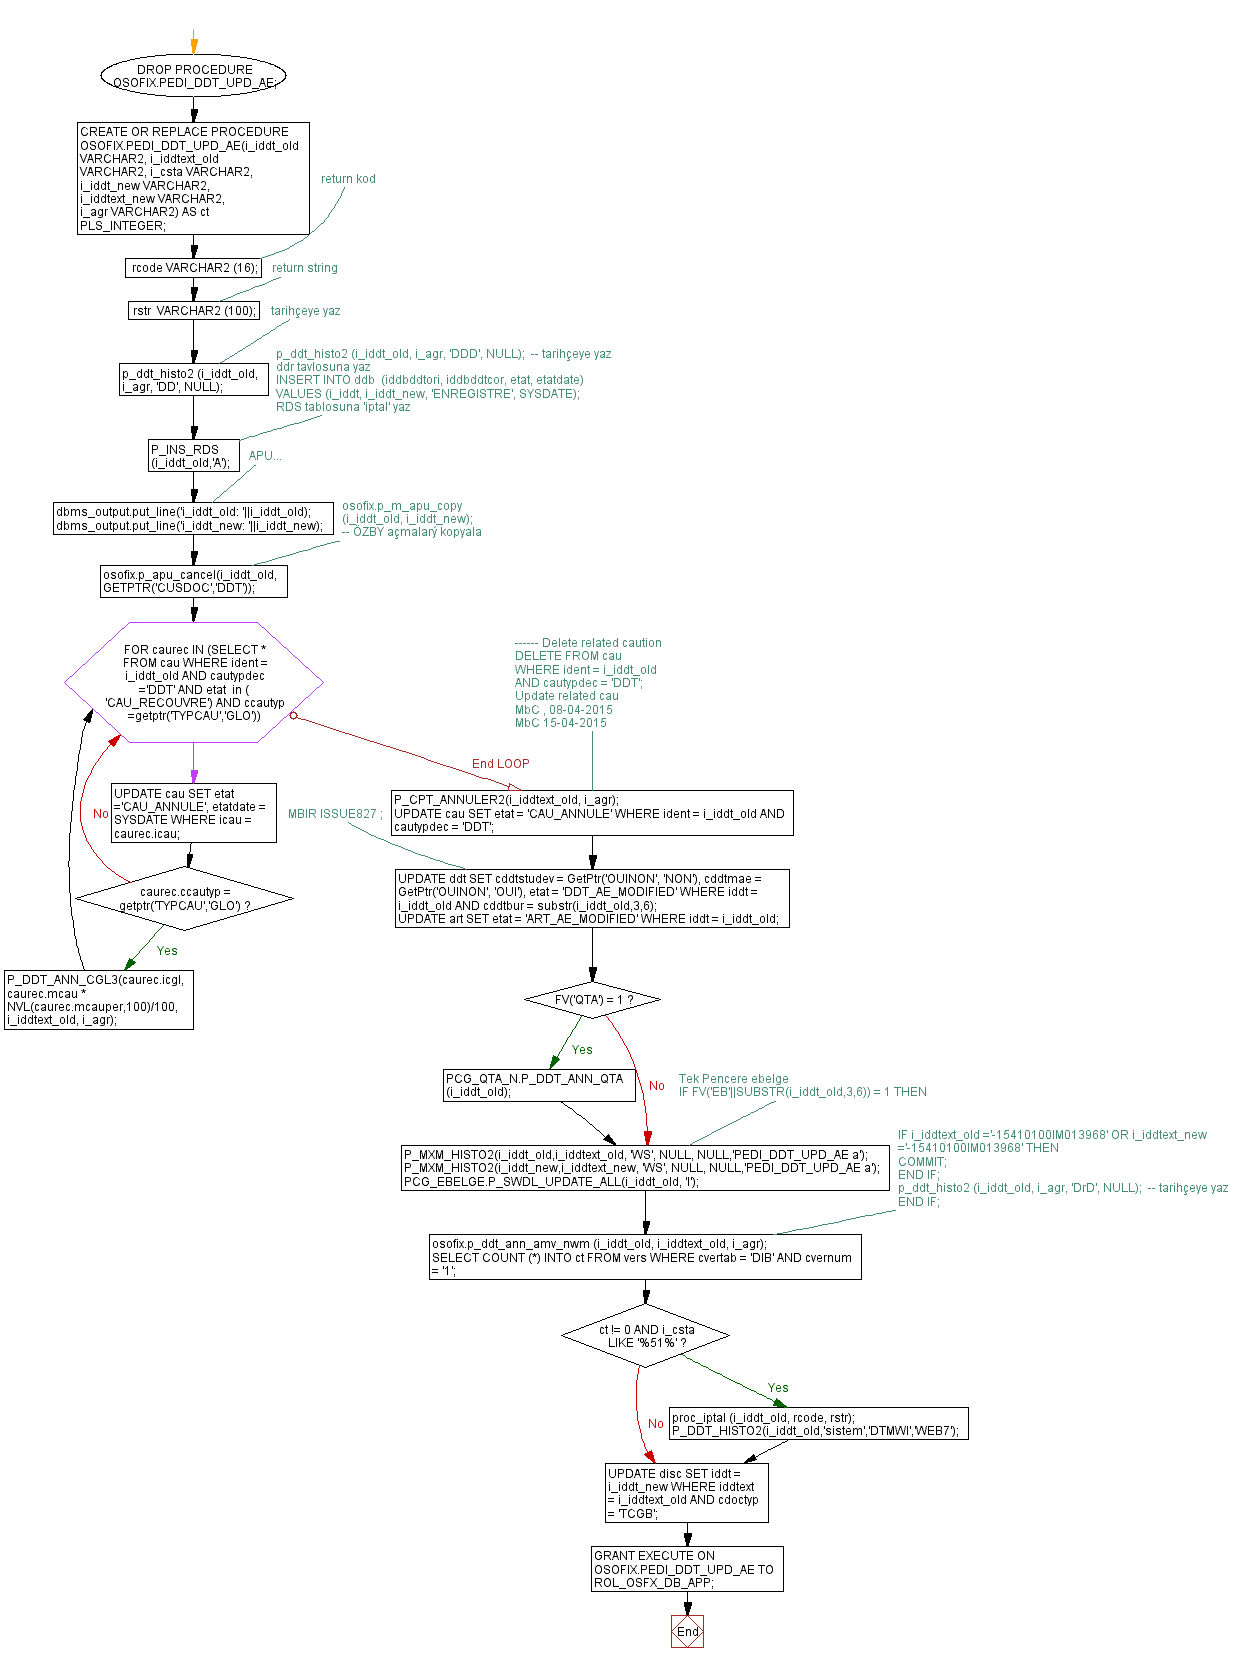 DROP PROCEDURE
OSOFIX.PEDI_DDT_UPD_AE;
CREATE OR REPLACE PROCEDURE
OSOFIX.PEDI_DDT_UPD_AE(i_iddt_old
VARCHAR2, i_iddtext_old
VARCHAR2, i_csta VARCHAR2,
i_iddt_new VARCHAR2,
i_iddtext_new VARCHAR2,
i_agr VARCHAR2) AS ct
PLS_INTEGER;
return kod
rcode VARCHAR2 (16);
return string
rstr VARCHAR2 (100);
tarihçeye yaz
p_ddt_histo2 (i_iddt_old,
i_agr, 'DD', NULL);
p_ddt_histo2 (i_iddt_old, i_agr, 'DDD', NULL); -- tarihçeye yaz
ddr tavlosuna yaz
INSERT INTO ddb (iddbddtori, iddbddtcor, etat, etatdate)
VALUES (i_iddt, i_iddt_new, 'ENREGISTRE', SYSDATE);
RDS tablosuna 'iptal' yaz
P_INS_RDS
(i_iddt_old,'A');
APU...
dbms_output.put_line('i_iddt_old: '||i_iddt_old);
dbms_output.put_line('i_iddt_new: '||i_iddt_new);
osofix.p_m_apu_copy
(i_iddt_old, i_iddt_new);
-- ÖZBY açmalarý kopyala
osofix.p_apu_cancel(i_iddt_old,
GETPTR('CUSDOC','DDT'));
FOR caurec IN (SELECT *
FROM cau WHERE ident =
i_iddt_old AND cautypdec
='DDT' AND etat in (
'CAU_RECOUVRE') AND ccautyp
=getptr('TYPCAU','GLO'))
------ Delete related caution
DELETE FROM cau
WHERE ident = i_iddt_old
AND cautypdec = 'DDT';
Update related cau
MbC , 08-04-2015
MbC 15-04-2015
End LOOP
UPDATE cau SET etat
='CAU_ANNULE', etatdate =
SYSDATE WHERE icau =
caurec.icau;
No
caurec.ccautyp =
getptr('TYPCAU','GLO') ?
Yes
P_DDT_ANN_CGL3(caurec.icgl,
caurec.mcau *
NVL(caurec.mcauper,100)/100,
i_iddtext_old, i_agr);
P_CPT_ANNULER2(i_iddtext_old, i_agr);
UPDATE cau SET etat = 'CAU_ANNULE' WHERE ident = i_iddt_old AND
cautypdec = 'DDT';
MBIR ISSUE827 ;
UPDATE ddt SET cddtstudev = GetPtr('OUINON', 'NON'), cddtmae =
GetPtr('OUINON', 'OUI'), etat = 'DDT_AE_MODIFIED' WHERE iddt =
i_iddt_old AND cddtbur = substr(i_iddt_old,3,6);
UPDATE art SET etat = 'ART_AE_MODIFIED' WHERE iddt = i_iddt_old;
FV('QTA') = 1 ?
Yes
PCG_QTA_N.P_DDT_ANN_QTA
(i_iddt_old);
No
Tek Pencere ebelge
IF FV('EB'||SUBSTR(i_iddt_old,3,6)) = 1 THEN
P_MXM_HISTO2(i_iddt_old,i_iddtext_old, 'WS', NULL, NULL,'PEDI_DDT_UPD_AE a');
P_MXM_HISTO2(i_iddt_new,i_iddtext_new, 'WS', NULL, NULL,'PEDI_DDT_UPD_AE a');
PCG_EBELGE.P_SWDL_UPDATE_ALL(i_iddt_old, 'I');
IF i_iddtext_old ='-15410100IM013968' OR i_iddtext_new
='-15410100IM013968' THEN
COMMIT;
END IF;
p_ddt_histo2 (i_iddt_old, i_agr, 'DrD', NULL); -- tarihçeye yaz
END IF;
osofix.p_ddt_ann_amv_nwm (i_iddt_old, i_iddtext_old, i_agr);
SELECT COUNT (*) INTO ct FROM vers WHERE cvertab = 'DIB' AND cvernum
= '1';
ct != 0 AND i_csta
LIKE '%51%' ?
Yes
No
proc_iptal (i_iddt_old, rcode, rstr);
P_DDT_HISTO2(i_iddt_old,'sistem','DTMWI','WEB7');
UPDATE disc SET iddt =
i_iddt_new WHERE iddtext
= i_iddtext_old AND cdoctyp
= 'TCGB';
GRANT EXECUTE ON
OSOFIX.PEDI_DDT_UPD_AE TO
ROL_OSFX_DB_APP;
End